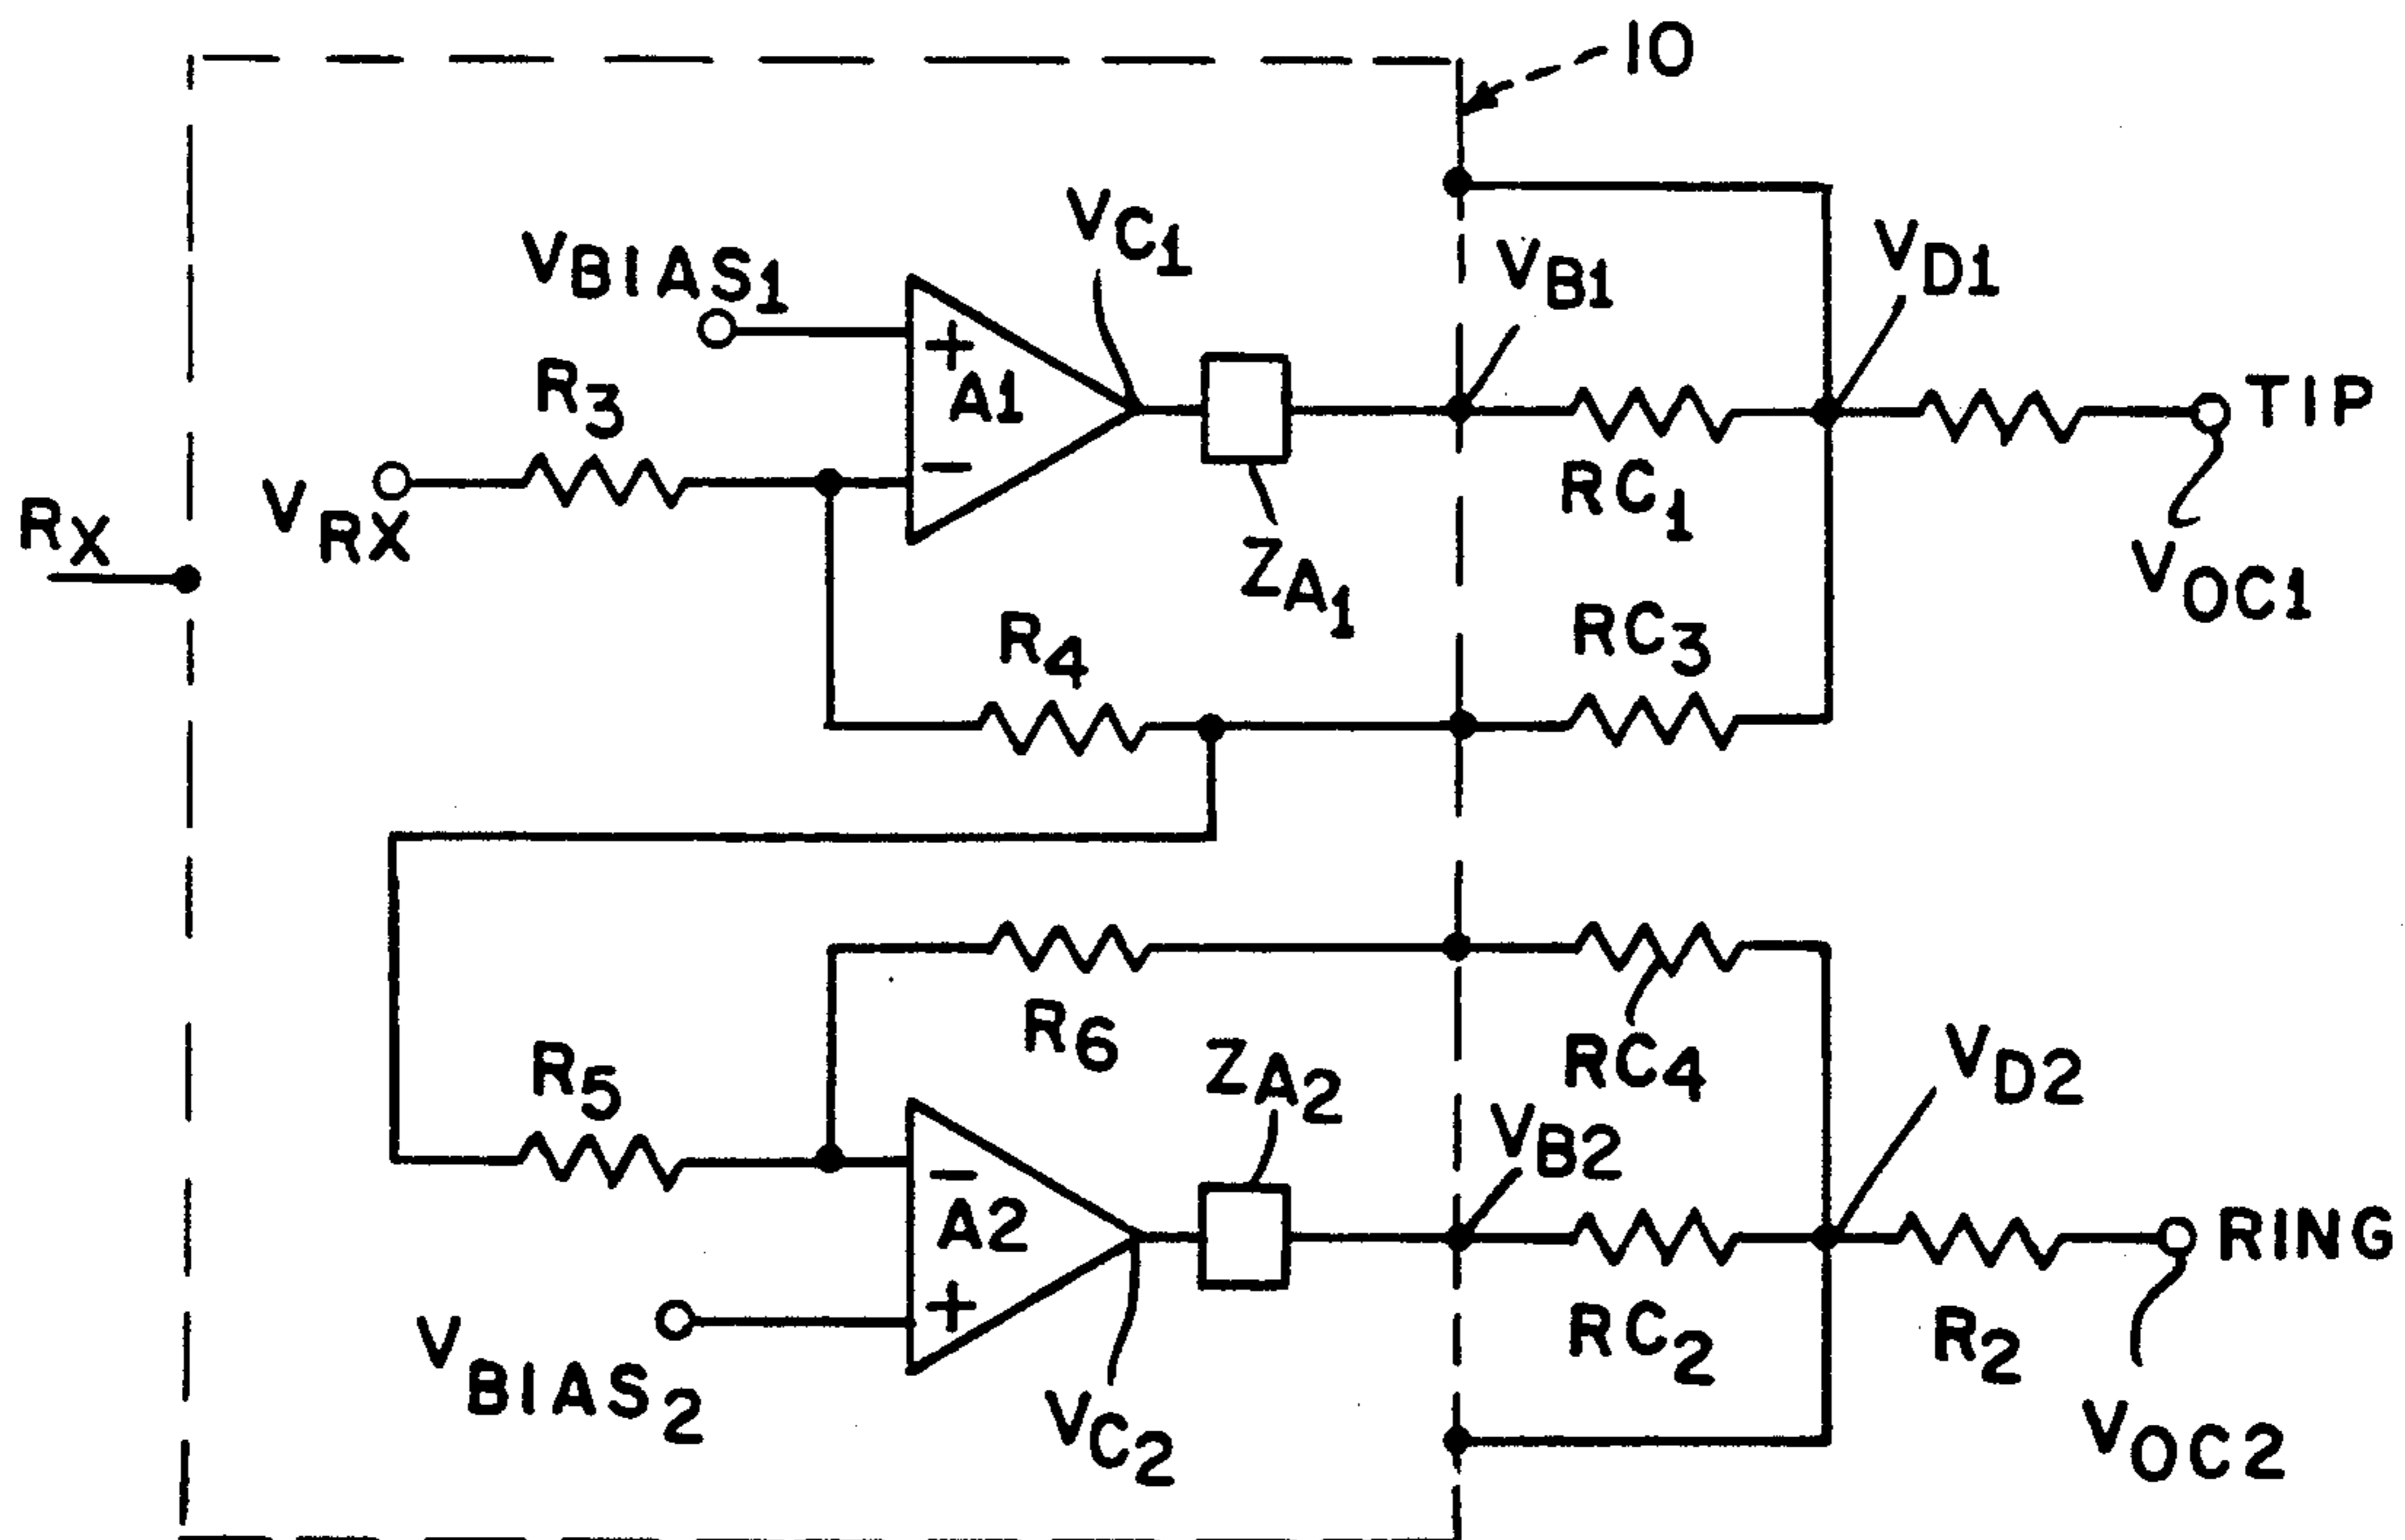 10
VC1
VBIAS1
VB1
VD1
R3
+
A1
TIP
−
RX
VRX
RC1
ZA1
VOC1
R4
RC3
R6
R5
ZA2
RC4
VD2
VB2
−
A2
RING
+
VBIAS2
RC2
R2
VC2
VOC2